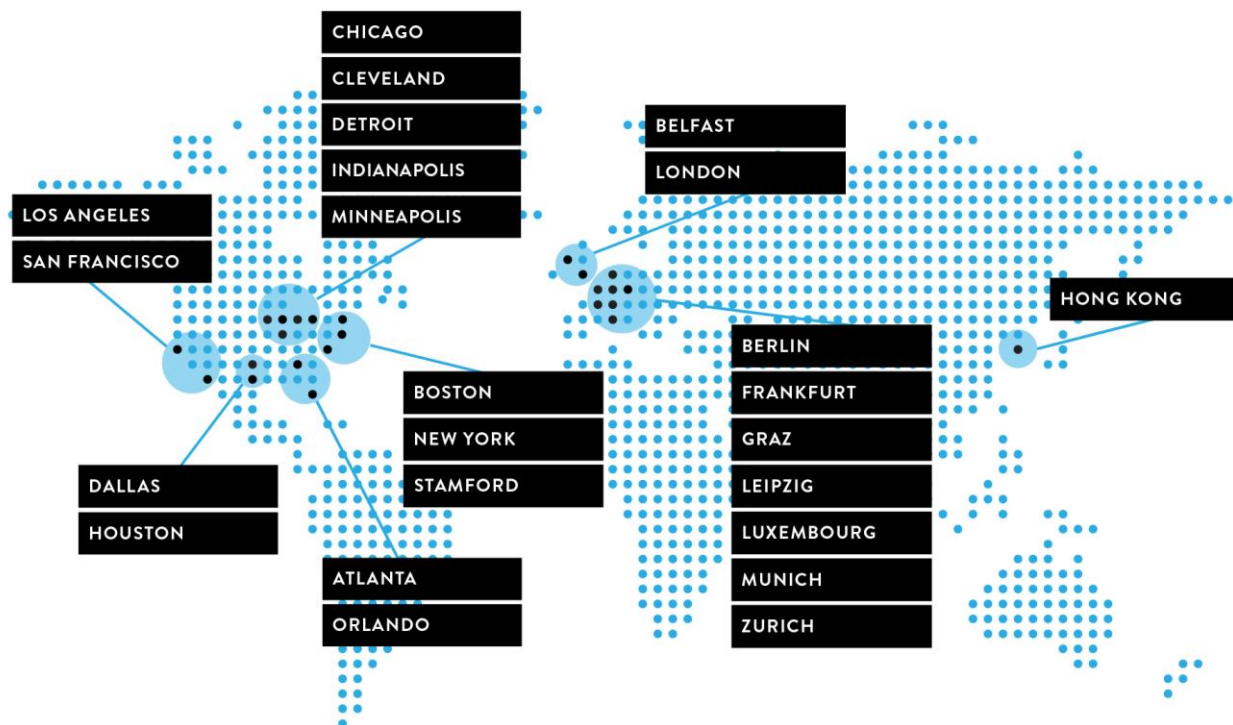 CHICAGO
CLEVELAND
DETROIT
INDIANAPOLIS
MINNEAPOLIS
BELFAST
LONDON
LOS ANGELES
SAN FRANCISCO
HONG KONG
BERLIN
FRANKFURT
GRAZ
LEIPZIG
LUXEMBOURG
MUNICH
ZURICH
BOSTON
NEW YORK
STAMFORD
DALLAS
HOUSTON
ATLANTA
ORLANDO